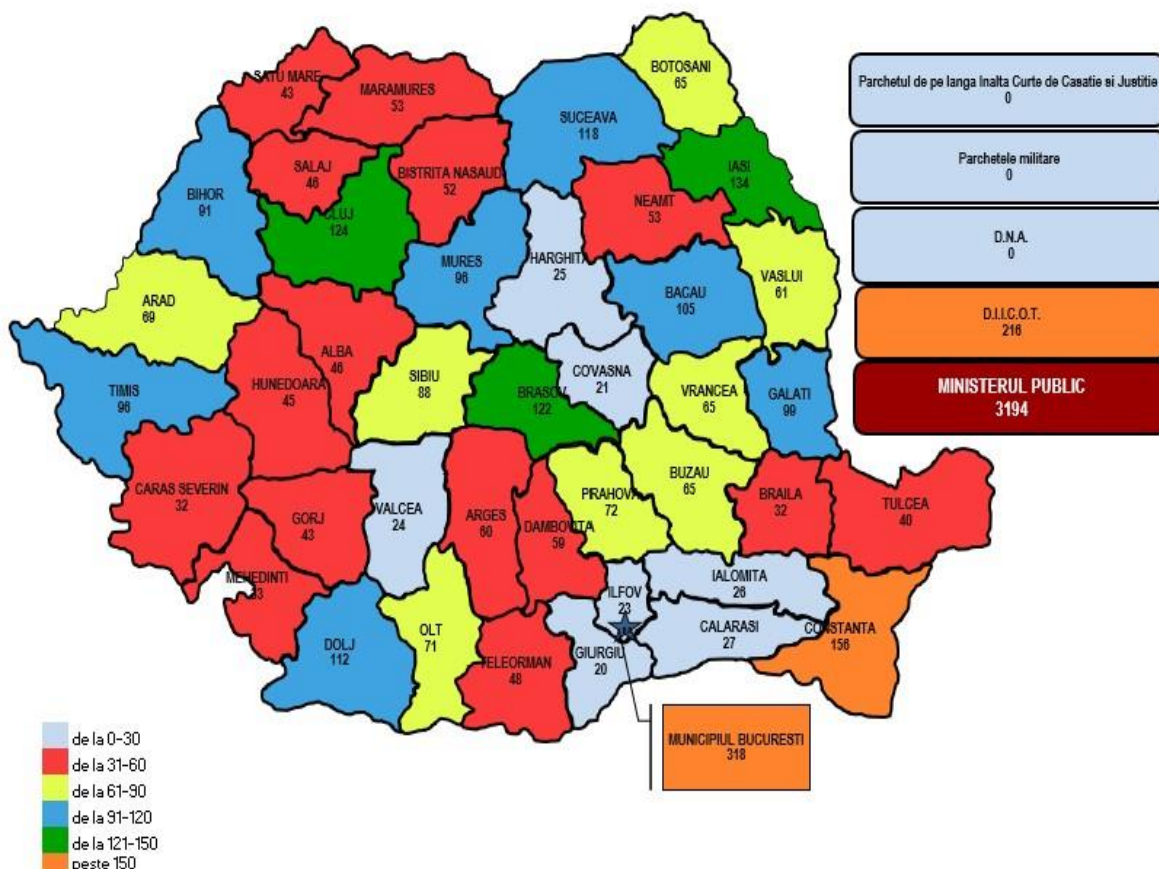 SATU MARE
43
MARAMURES
53
BOTOSANI
65
SUCEAVA
118
SALAJ
46
BISTRITA NASAUD
52
IASI
134
BIHOR
91
CLUJ
124
NEAMT
53
MURES
96
HARGHITA
25
BACAU
105
VASLUI
61
ARAD
69
ALBA
46
TIMIS
96
HUNEDOARA
45
SIBIU
88
BRASOV
122
COVASNA
21
VRANCEA
65
GALATI
99
CARAS SEVERIN
32
GORJ
43
VALCEA
24
ARGES
60
DAMBOVITA
59
PRAHOVA
72
BUZAU
65
BRAILA
32
TULCEA
40
MEHEDINTI
33
DOLJ
112
OLT
71
TELEORMAN
48
GIURGIU
20
ILFOV
23
IALOMITA
26
CALARASI
27
CONSTANTA
156
MUNICIPIUL BUCURESTI
318
Parchetul de pe langa Inalta Curte de Casatie si Justitie
0
Parchetele militare
0
D.N.A.
0
D.I.I.C.O.T.
216
MINISTERUL PUBLIC
3194
de la 0-30
de la 31-60
de la 61-90
de la 91-120
de la 121-150
peste 150